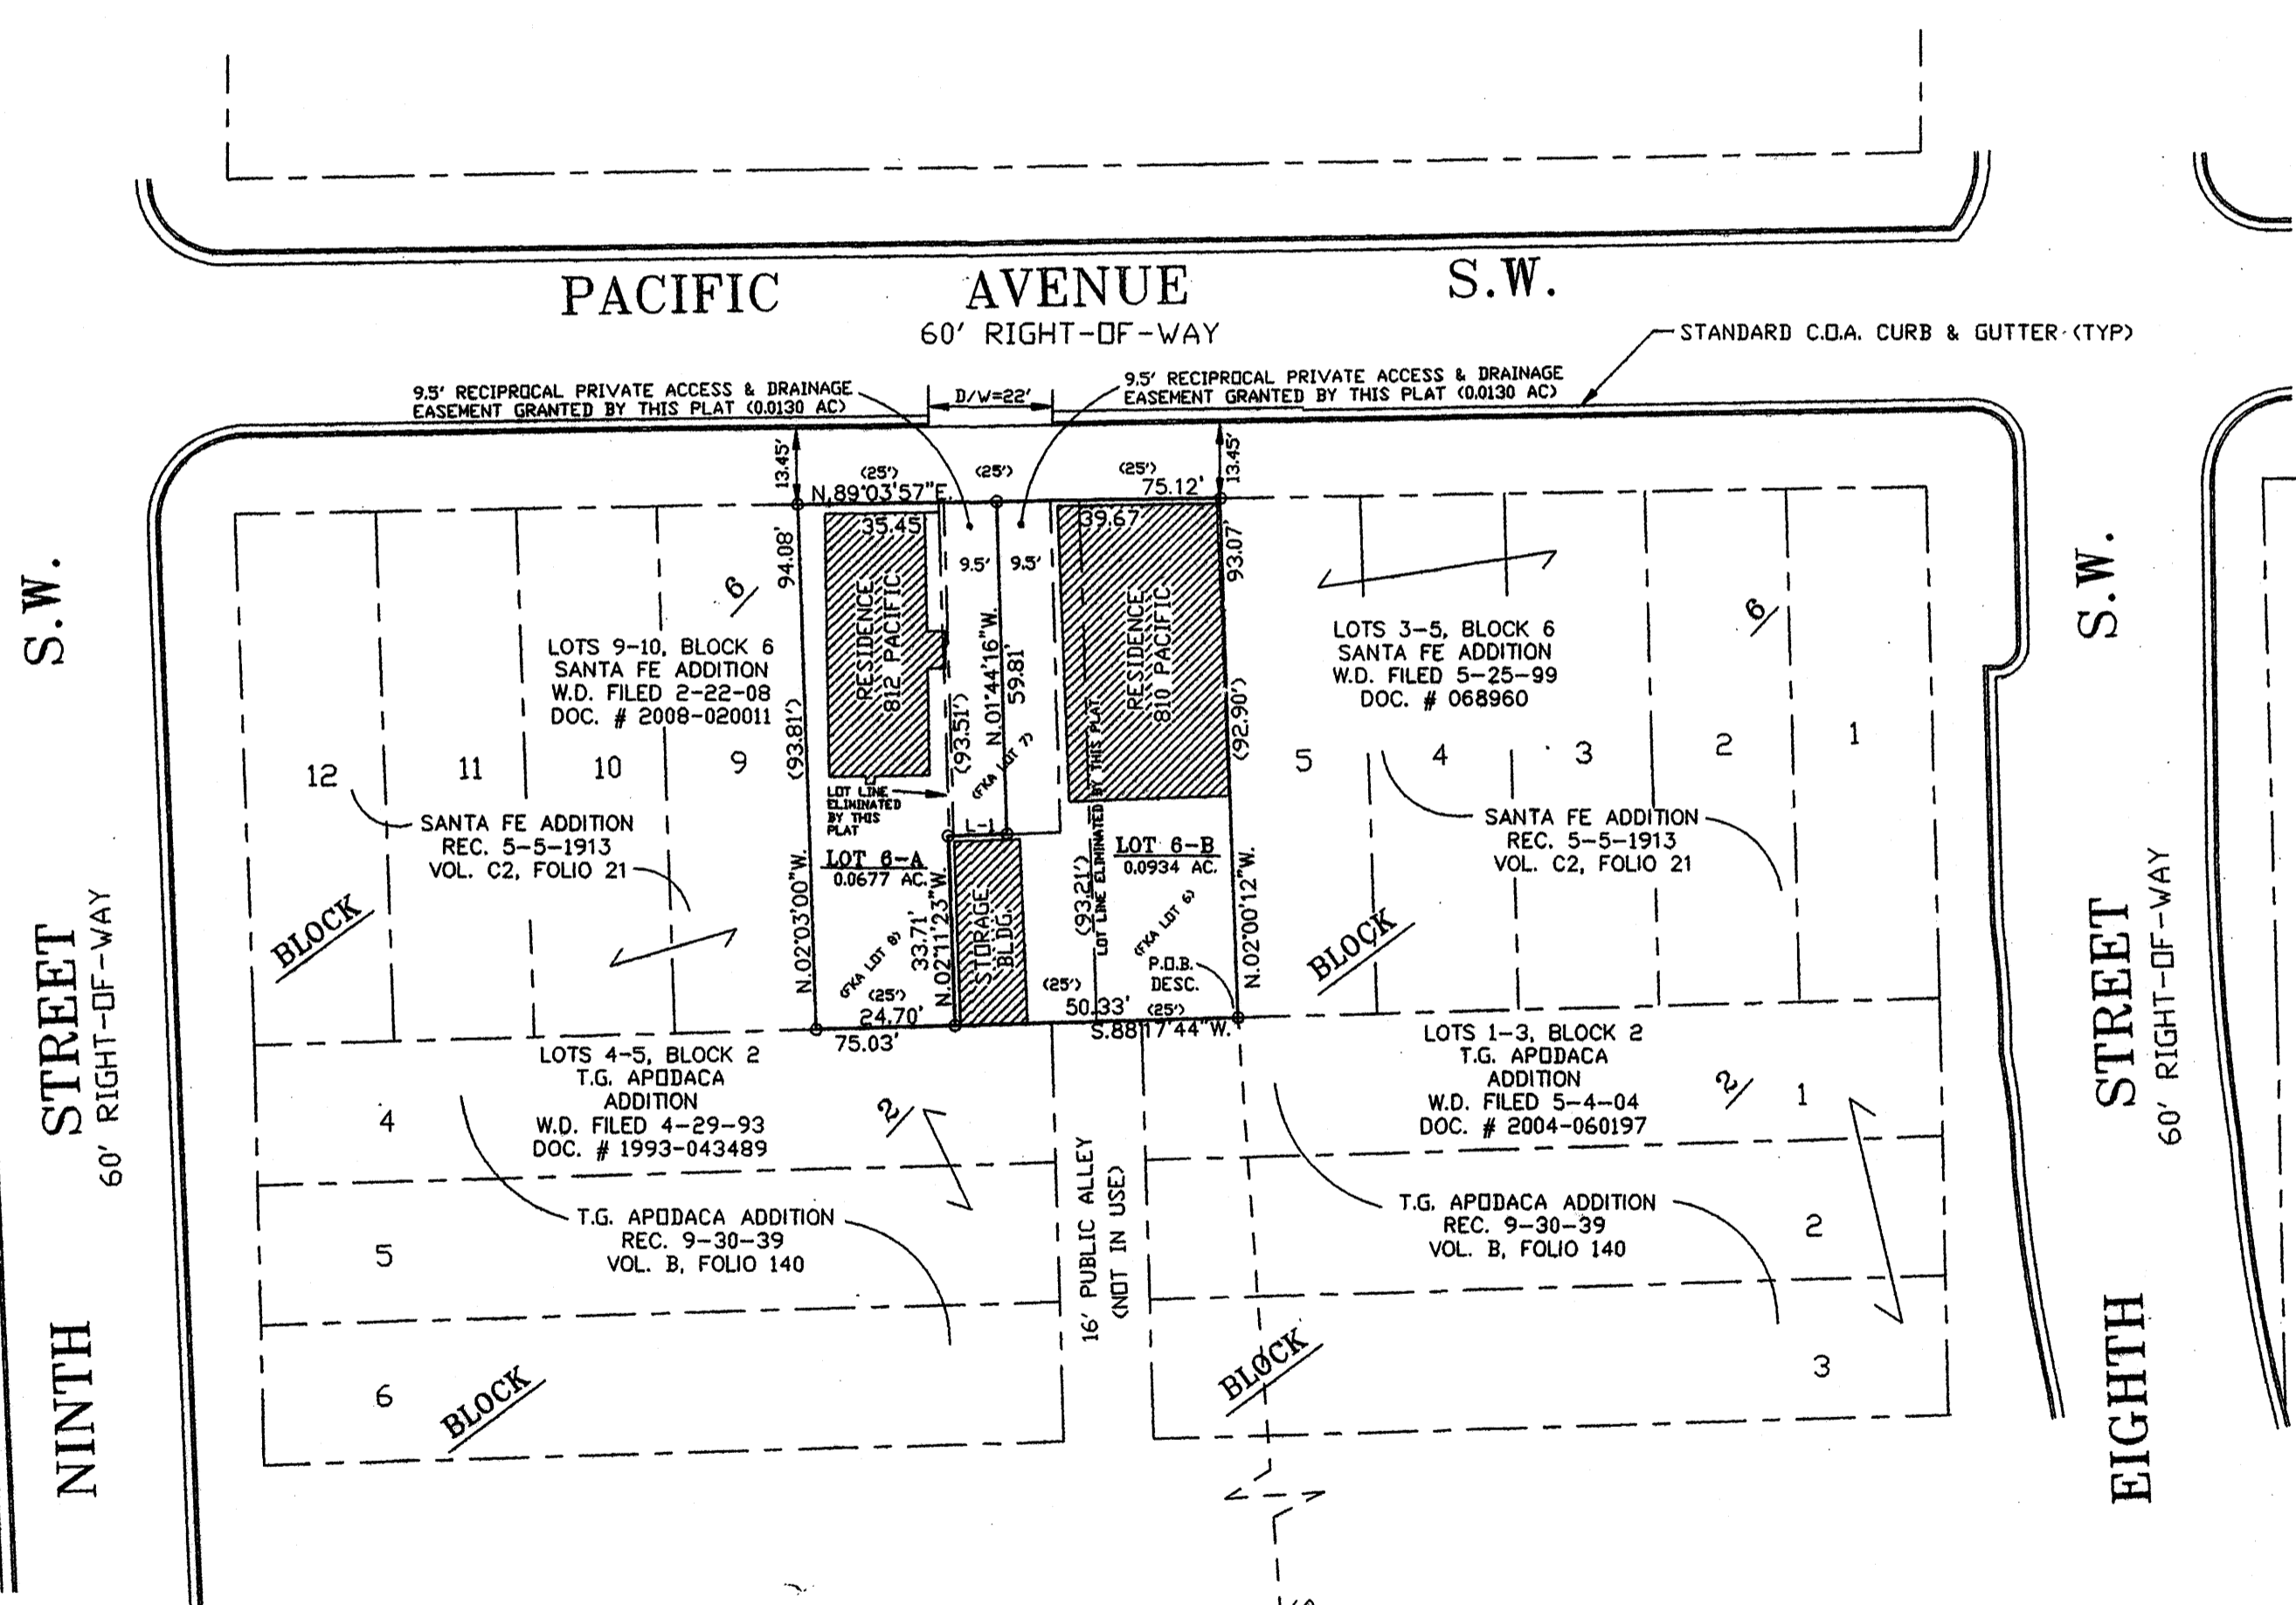 PACIFIC AVENUE S.W.
60' RIGHT-OF-WAY
STANDARD C.O.A. CURB & GUTTER (TYP)
9.5' RECIPROCAL PRIVATE ACCESS & DRAINAGE
EASEMENT GRANTED BY THIS PLAT (0.0130 AC)
D/W=22'
9.5' RECIPROCAL PRIVATE ACCESS & DRAINAGE
EASEMENT GRANTED BY THIS PLAT (0.0130 AC)
13.45'
(25')
(25')
(25')
13.45'
N.89°03'57"E.
75.12'
35.45
39.67
94.08'
9.5'
9.5'
93.07'
RESIDENCE
812 PACIFIC
RESIDENCE
810 PACIFIC
(93.81')
(93.51')
N.01°44'16"W.
59.81'
(FKA LOT 7)
(92.90')
LOT LINE
ELIMINATED
BY THIS
PLAT
L-1
LOT LINE ELIMINATED BY THIS PLAT
(93.21')
LOT 6-A
0.0677 AC.
LOT 6-B
0.0934 AC.
N.02°03'00"W.
(FKA LOT 8)
33.71'
N.02°11'23"W.
STORAGE
BLDG.
(FKA LOT 6)
N.02°00'12"W.
P.O.B.
DESC.
(25')
24.70'
75.03'
(25')
50.33'
(25')
S.88°17'44"W.
6
LOTS 9-10, BLOCK 6
SANTA FE ADDITION
W.D. FILED 2-22-08
DOC. # 2008-020011
12
11
10
9
SANTA FE ADDITION
REC. 5-5-1913
VOL. C2, FOLIO 21
BLOCK
6
LOTS 3-5, BLOCK 6
SANTA FE ADDITION
W.D. FILED 5-25-99
DOC. # 068960
5
4
3
2
1
SANTA FE ADDITION
REC. 5-5-1913
VOL. C2, FOLIO 21
BLOCK
LOTS 4-5, BLOCK 2
T.G. APODACA
ADDITION
W.D. FILED 4-29-93
DOC. # 1993-043489
4
2
T.G. APODACA ADDITION
REC. 9-30-39
VOL. B, FOLIO 140
5
6
BLOCK
16' PUBLIC ALLEY
(NOT IN USE)
LOTS 1-3, BLOCK 2
T.G. APODACA
ADDITION
W.D. FILED 5-4-04
DOC. # 2004-060197
2
1
T.G. APODACA ADDITION
REC. 9-30-39
VOL. B, FOLIO 140
2
3
BLOCK
NINTH STREET S.W.
60' RIGHT-OF-WAY
EIGHTH STREET S.W.
60' RIGHT-OF-WAY